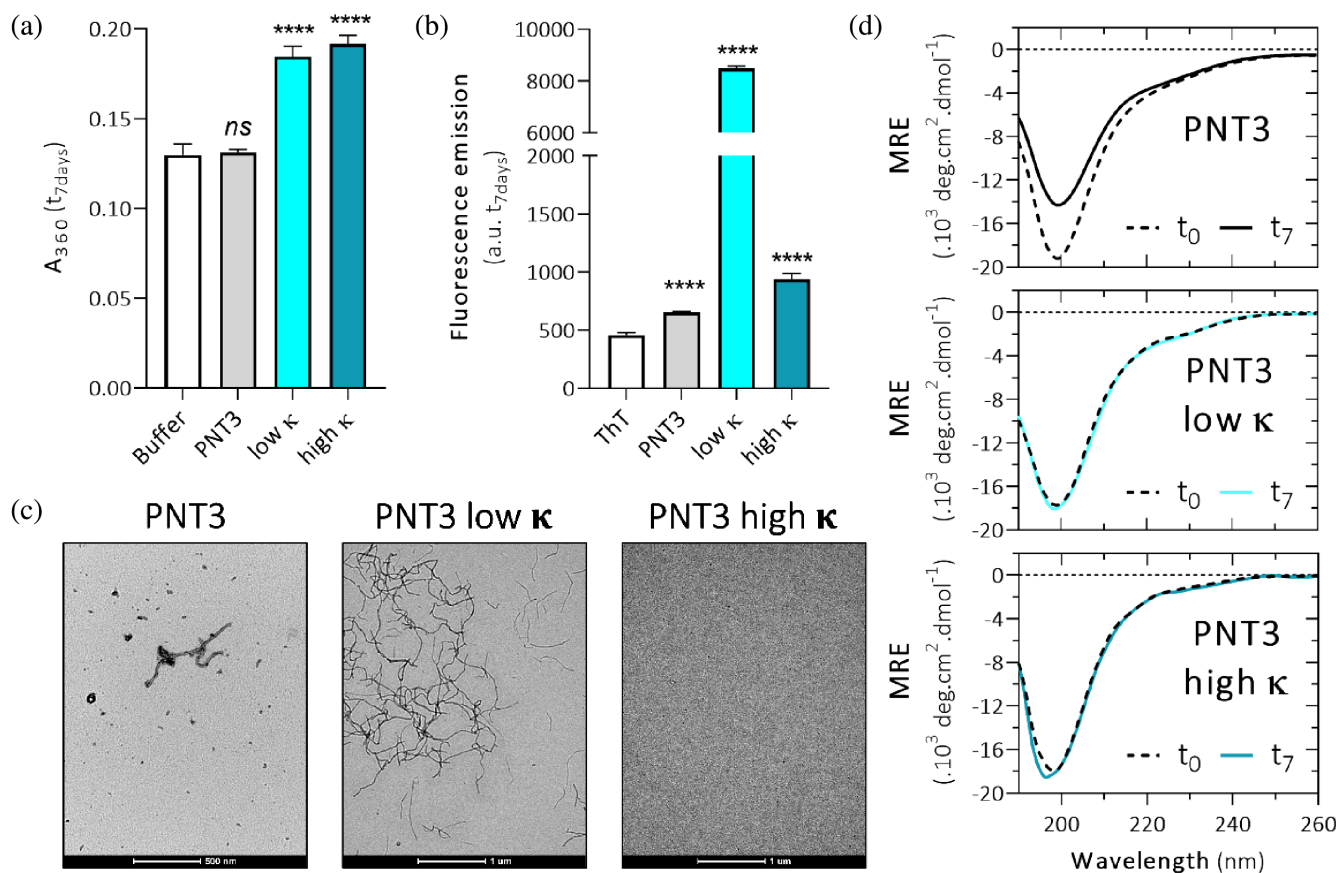 (a)
A360 (t7days)
0.20
0.15
0.10
0.05
0.00
****
****
ns
Buffer
PNT3
low κ
high κ
(b)
Fluorescence emission
(a.u. t7days)
10000
8000
6000
2000
1500
1000
500
0
****
****
****
ThT
PNT3
low κ
high κ
(c)
PNT3
PNT3 low κ
PNT3 high κ
500 nm
1 um
1 um
(d)
MRE
(.10³ deg.cm².dmol⁻¹)
0
-4
-8
-12
-16
-20
PNT3
t0
t7
MRE
(.10³ deg.cm².dmol⁻¹)
0
-4
-8
-12
-16
-20
PNT3
low κ
t0
t7
MRE
(.10³ deg.cm².dmol⁻¹)
0
-4
-8
-12
-16
-20
PNT3
high κ
t0
t7
200
220
240
260
Wavelength (nm)